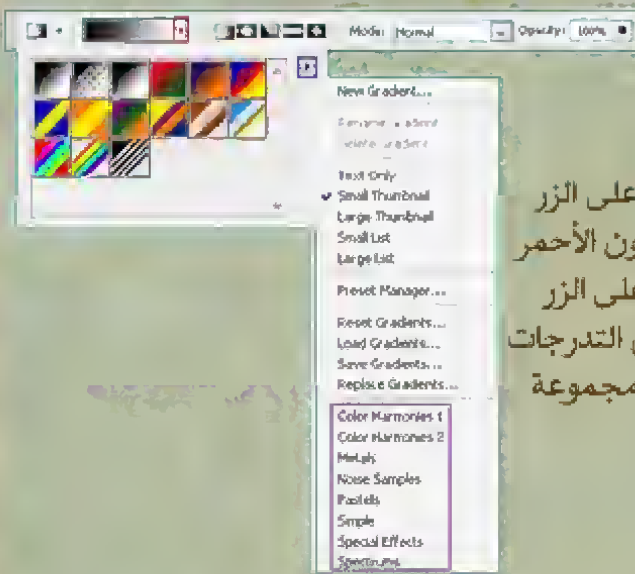 Mode: Normal Opacity: 100%
New Gradient...
Text Only
Small Thumbnail
Large Thumbnail
Small List
Large List
Preset Manager...
Reset Gradients...
Load Gradients...
Save Gradients...
Replace Gradients...
Color Harmonies 1
Color Harmonies 2
Metals
Noise Samples
Pastels
Simple
Special Effects
Spectrums
على الزر
الأحمر
على الزر
التدرجات
مجموعة